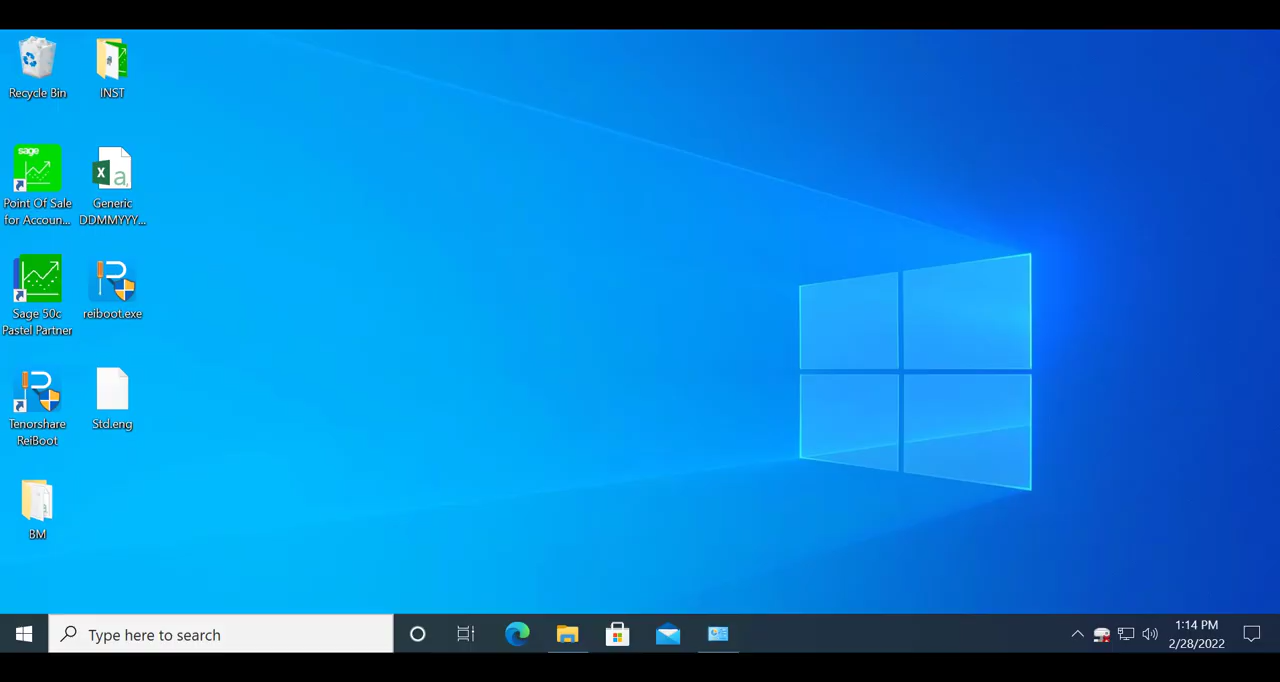 Recycle Bin
INST
sage
Point Of Sale
for Accoun...
X a,
Generic
DDMMYYY...
Sage 50c
Pastel Partner
reiboot.exe
Tenorshare
ReiBoot
Std.eng
a
BM
Type here to search
1:14 PM
2/28/2022